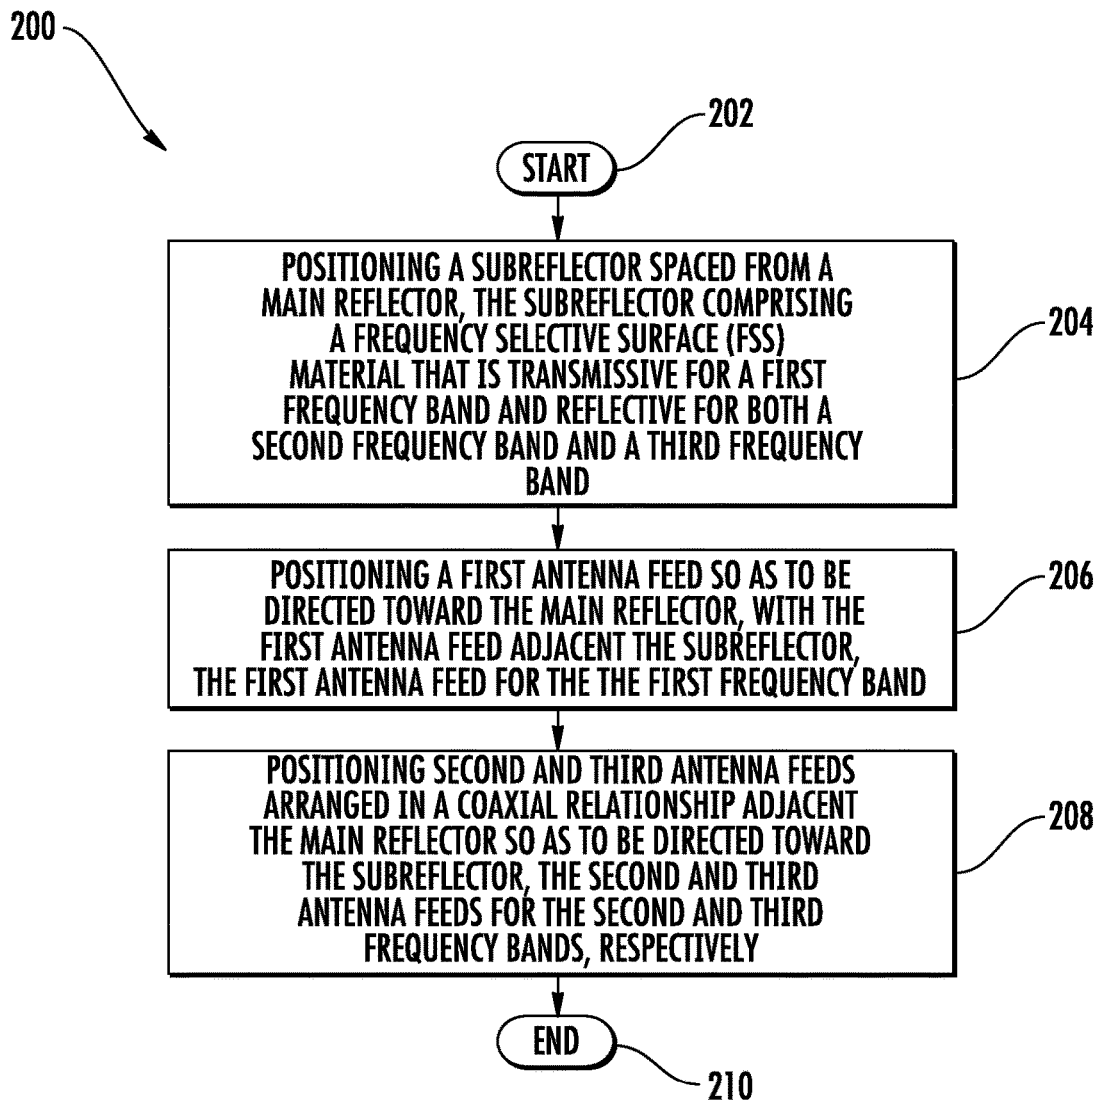 200
202
START
POSITIONING A SUBREFLECTOR SPACED FROM A
MAIN REFLECTOR, THE SUBREFLECTOR COMPRISING
A FREQUENCY SELECTIVE SURFACE (FSS)
MATERIAL THAT IS TRANSMISSIVE FOR A FIRST
FREQUENCY BAND AND REFLECTIVE FOR BOTH A
SECOND FREQUENCY BAND AND A THIRD FREQUENCY
BAND
204
POSITIONING A FIRST ANTENNA FEED SO AS TO BE
DIRECTED TOWARD THE MAIN REFLECTOR, WITH THE
FIRST ANTENNA FEED ADJACENT THE SUBREFLECTOR,
THE FIRST ANTENNA FEED FOR THE THE FIRST FREQUENCY BAND
206
POSITIONING SECOND AND THIRD ANTENNA FEEDS
ARRANGED IN A COAXIAL RELATIONSHIP ADJACENT
THE MAIN REFLECTOR SO AS TO BE DIRECTED TOWARD
THE SUBREFLECTOR, THE SECOND AND THIRD
ANTENNA FEEDS FOR THE SECOND AND THIRD
FREQUENCY BANDS, RESPECTIVELY
208
END
210